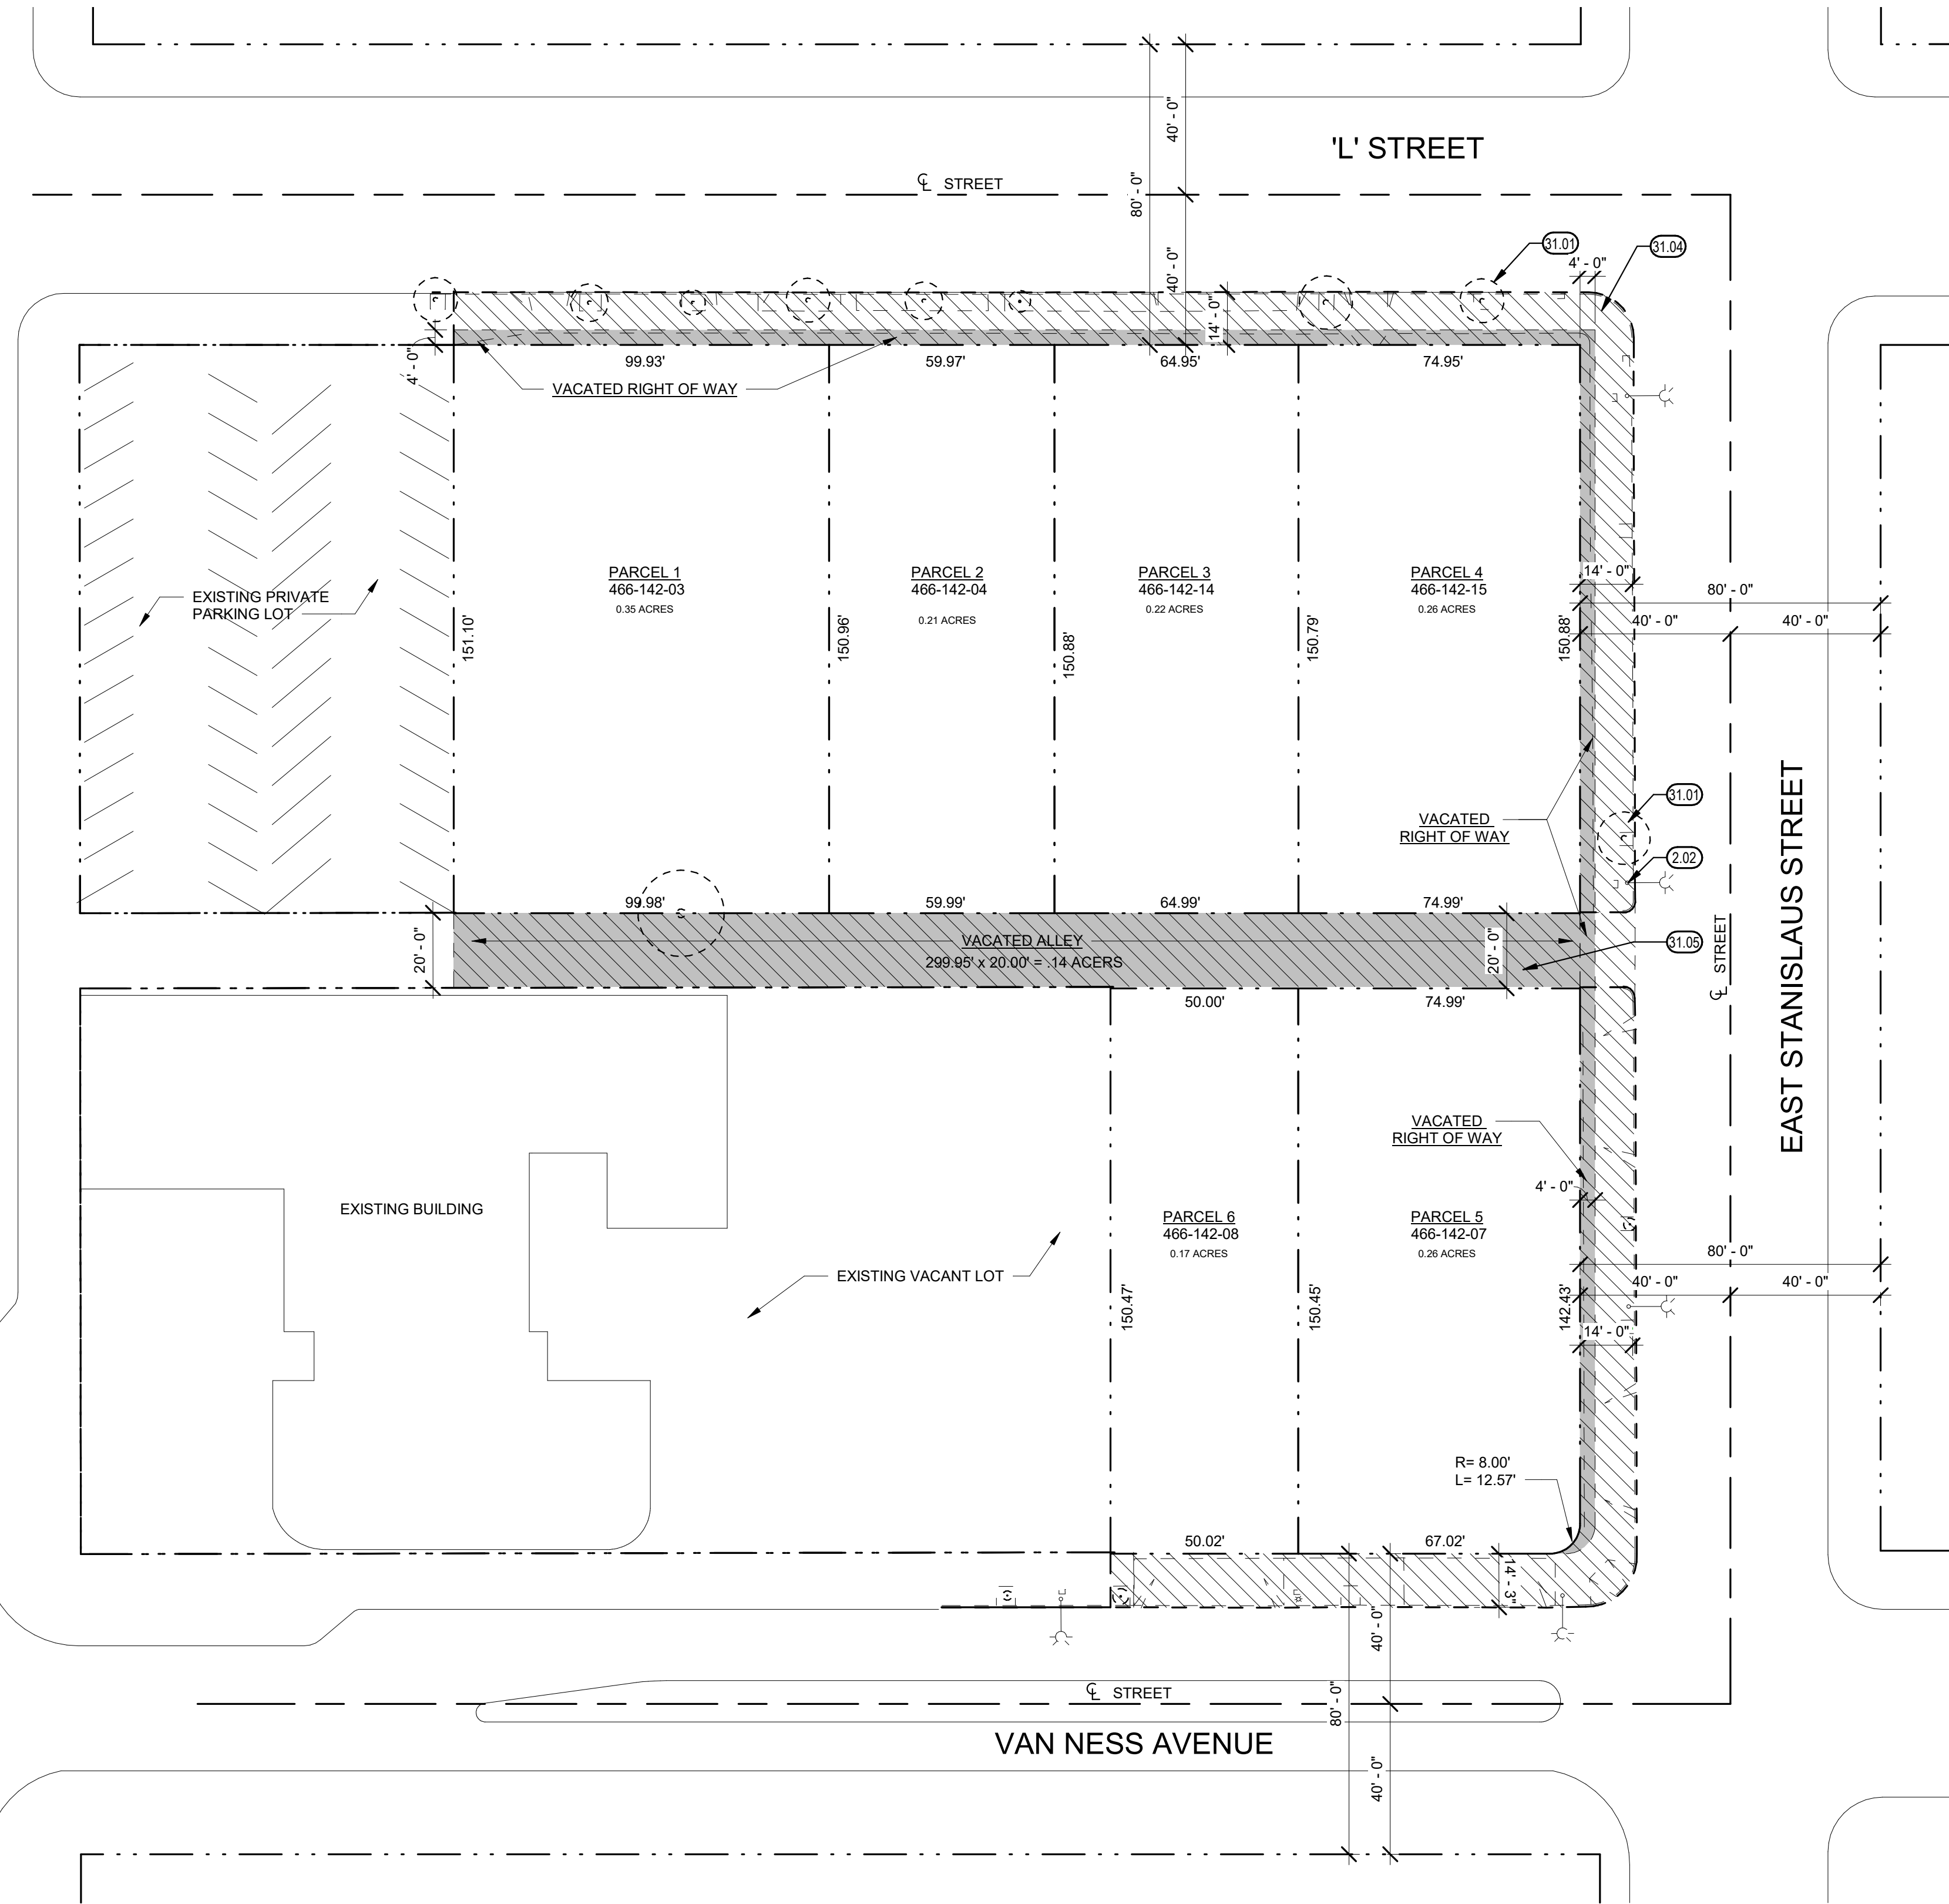 40' - 0"
'L' STREET
80' - 0"
℄ STREET
40' - 0"
31.01
31.04
4' - 0"
14' - 0"
4' - 0"
99.93'
59.97'
64.95'
74.95'
VACATED RIGHT OF WAY
EXISTING PRIVATE
PARKING LOT
PARCEL 1
466-142-03
0.35 ACRES
PARCEL 2
466-142-04
0.21 ACRES
PARCEL 3
466-142-14
0.22 ACRES
PARCEL 4
466-142-15
0.26 ACRES
151.10'
150.96'
150.88'
150.79'
150.88'
14' - 0"
80' - 0"
40' - 0"
40' - 0"
VACATED
RIGHT OF WAY
31.01
2.02
31.05
℄ STREET
EAST STANISLAUS STREET
99.98'
59.99'
64.99'
74.99'
20' - 0"
VACATED ALLEY
299.95' x 20.00' = .14 ACERS
20' - 0"
50.00'
74.99'
VACATED
RIGHT OF WAY
4' - 0"
EXISTING BUILDING
PARCEL 6
466-142-08
0.17 ACRES
PARCEL 5
466-142-07
0.26 ACRES
80' - 0"
40' - 0"
40' - 0"
EXISTING VACANT LOT
150.47'
150.45'
142.43'
14' - 0"
R= 8.00'
L= 12.57'
50.02'
67.02'
14' - 3"
40' - 0"
℄ STREET
80' - 0"
VAN NESS AVENUE
40' - 0"